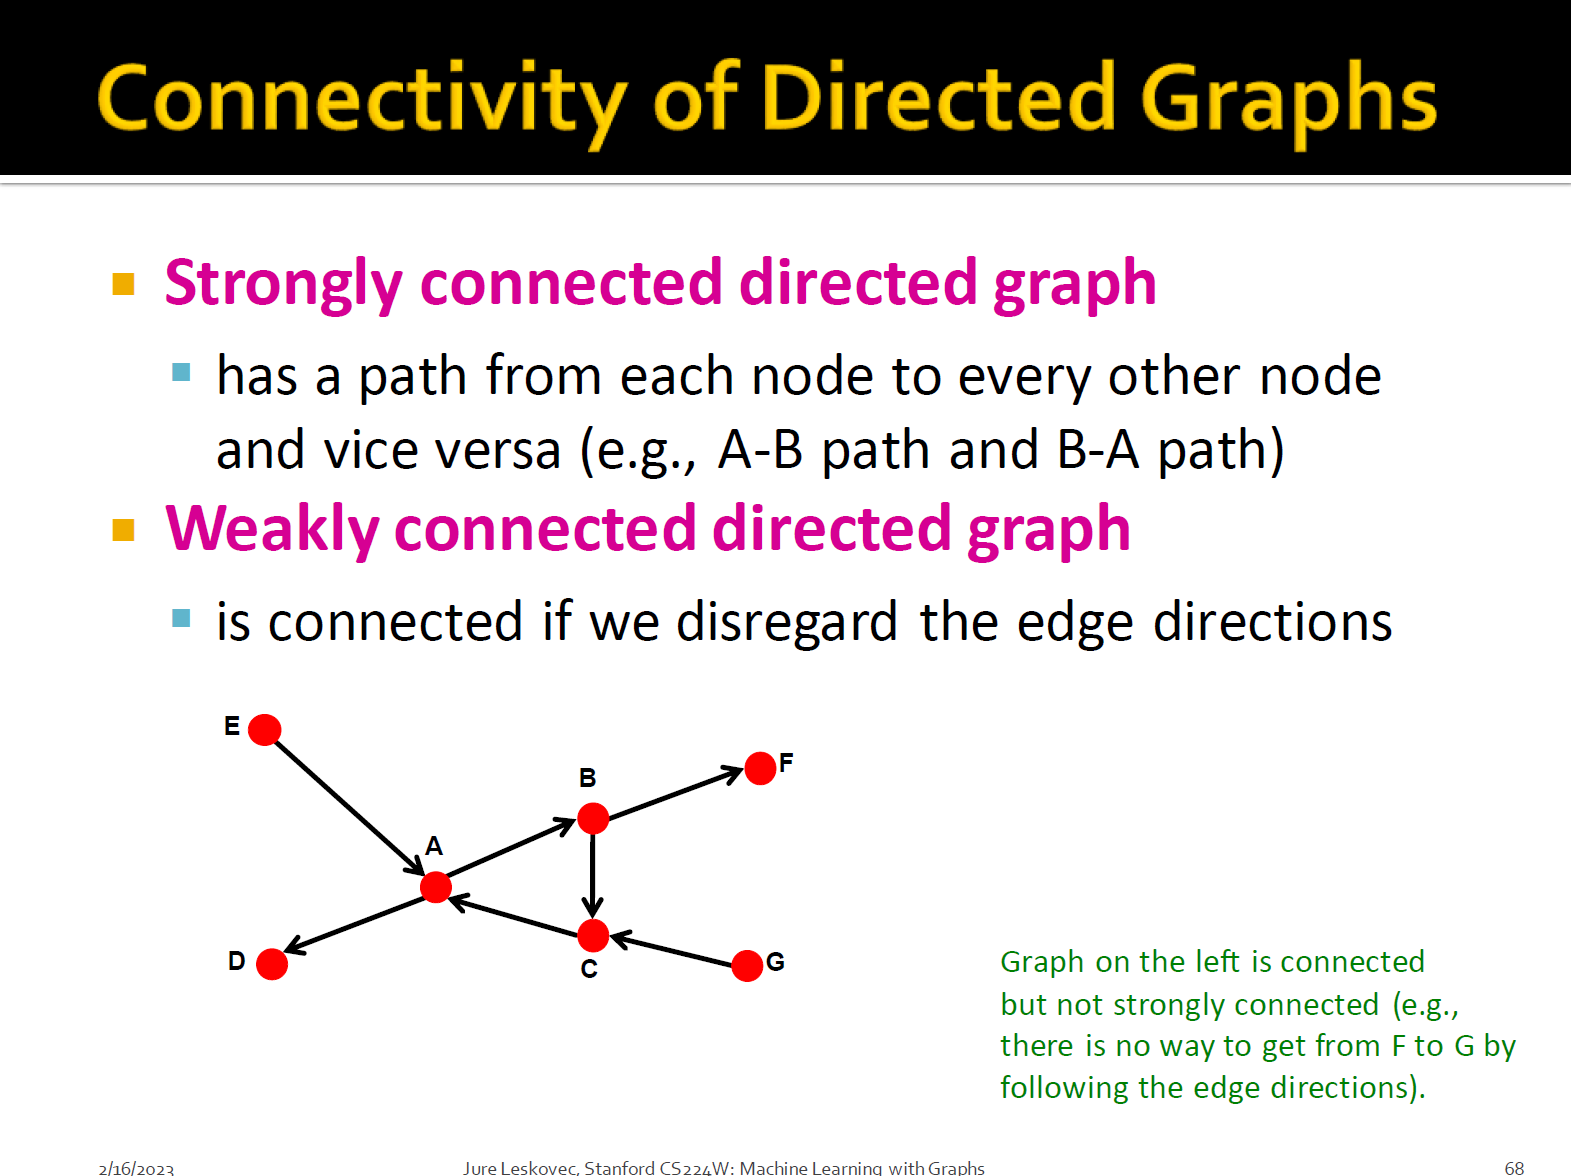 Connectivity of Directed Graphs
Strongly connected directed graph
has a path from each node to every other node
and vice versa (e.g., A-B path and B-A path)
Weakly connected directed graph
is connected if we disregard the edge directions
E
F
B
A
D
C
G
Graph on the left is connected
but not strongly connected (e.g.,
there is no way to get from F to G by
following the edge directions).
2/16/2023
Jure Leskovec, Stanford CS224W: Machine Learning with Graphs
68